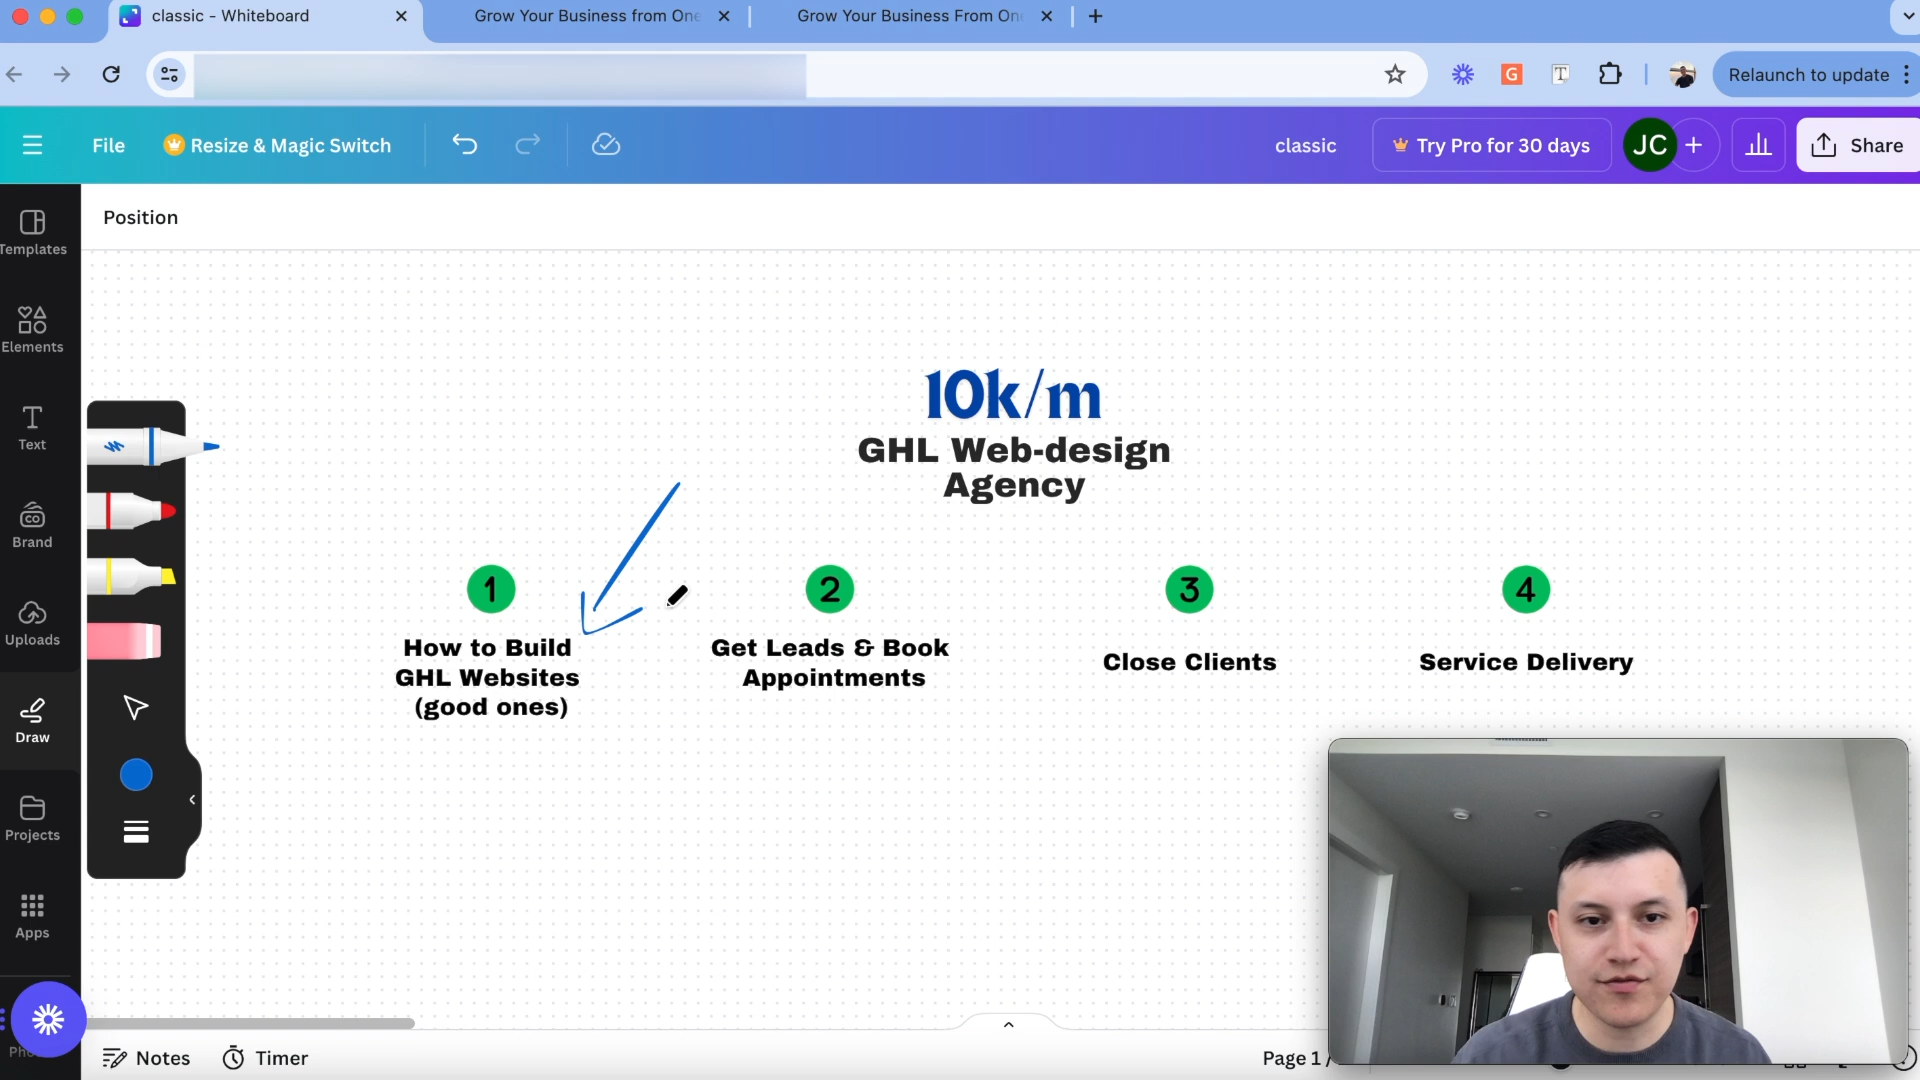 classic - Whiteboard
Grow Your Business from One
Grow Your Business From On
Relaunch to update
File
Resize & Magic Switch
classic
Try Pro for 30 days
JC
Share
Templates
Position
Elements
Text
Brand
Uploads
Draw
Projects
Apps
10k/m
GHL Web-design
Agency
1
How to Build
GHL Websites
(good ones)
2
Get Leads & Book
Appointments
3
Close Clients
4
Service Delivery
Notes
Timer
Page 1 /